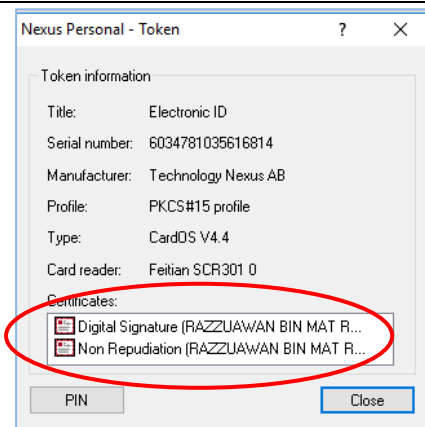 Nexus Personal - Token ? X
Token information
Title: Electronic ID
Serial number: 6034781035616814
Manufacturer: Technology Nexus AB
Profile: PKCS#15 profile
Type: CardOS V4.4
Card reader: Feitian SCR301 0
Certificates:
Digital Signature (RAZZUAWAN BIN MAT R...
Non Repudiation (RAZZUAWAN BIN MAT R...
PIN Close